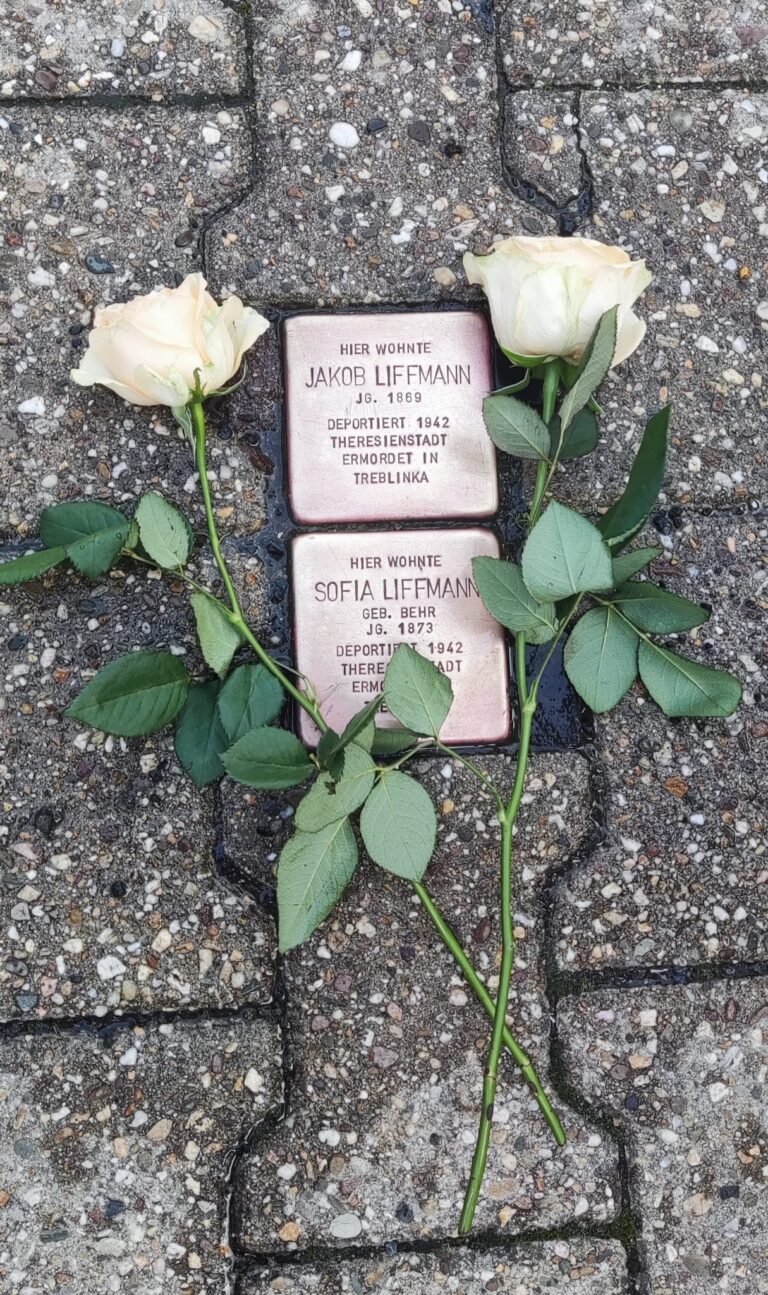 HIER WOHNTE
JAKOB LIFFMANN
JG. 1869
DEPORTIERT 1942
THERESIENSTADT
ERMORDET IN
TREBLINKA
HIER WOHNTE
SOFIA LIFFMANN
GEB. BEHR
JG. 1873
DEPORTIERT 1942